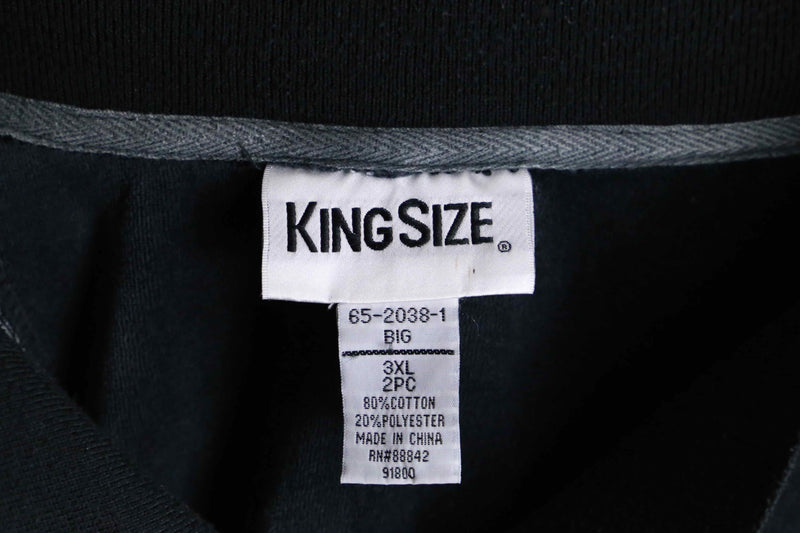 KINGSIZE®
65-2038-1
BIG
3XL
2PC
80%COTTON
20%POLYESTER
MADE IN CHINA
RN#88842
91800